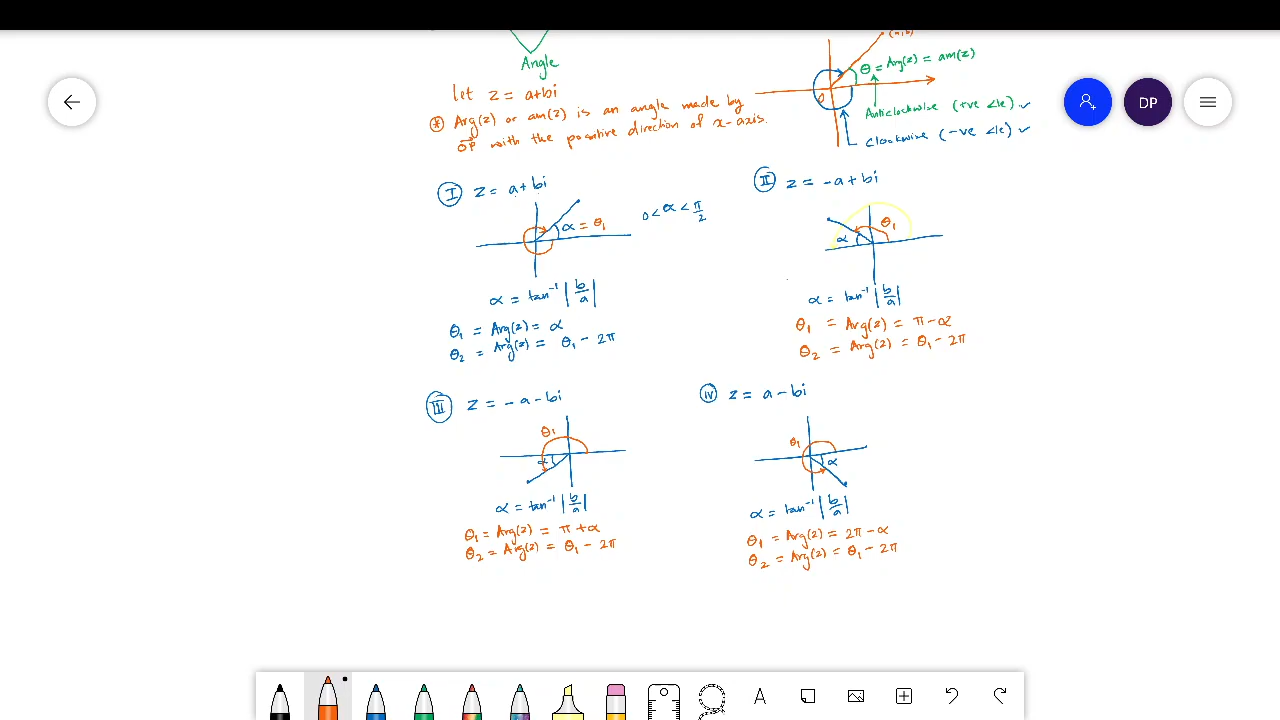 Angle
let z = a+bi
⊛ Arg(z) or am(z) is an angle made by
OP with the positive direction of x-axis.
θ = Arg(z) = am(z)
O
Anticlockwise (+ve <le) ✓
Clockwise (-ve <le) ✓
I z = a+bi
α = θ₁
0 < α < π/2
α = tan⁻¹ |b/a|
θ₁ = Arg(z) = α
θ₂ = Arg(z) = θ₁ - 2π
II z = -a+bi
θ₁
α
α = tan⁻¹ |b/a|
θ₁ = Arg(z) = π-α
θ₂ = Arg(z) = θ₁ - 2π
III z = -a-bi
θ₁
α
α = tan⁻¹ |b/a|
θ₁ = Arg(z) = π+α
θ₂ = Arg(z) = θ₁ - 2π
iv z = a-bi
θ₁
α
α = tan⁻¹ |b/a|
θ₁ = Arg(z) = 2π-α
θ₂ = Arg(z) = θ₁ - 2π
DP
A